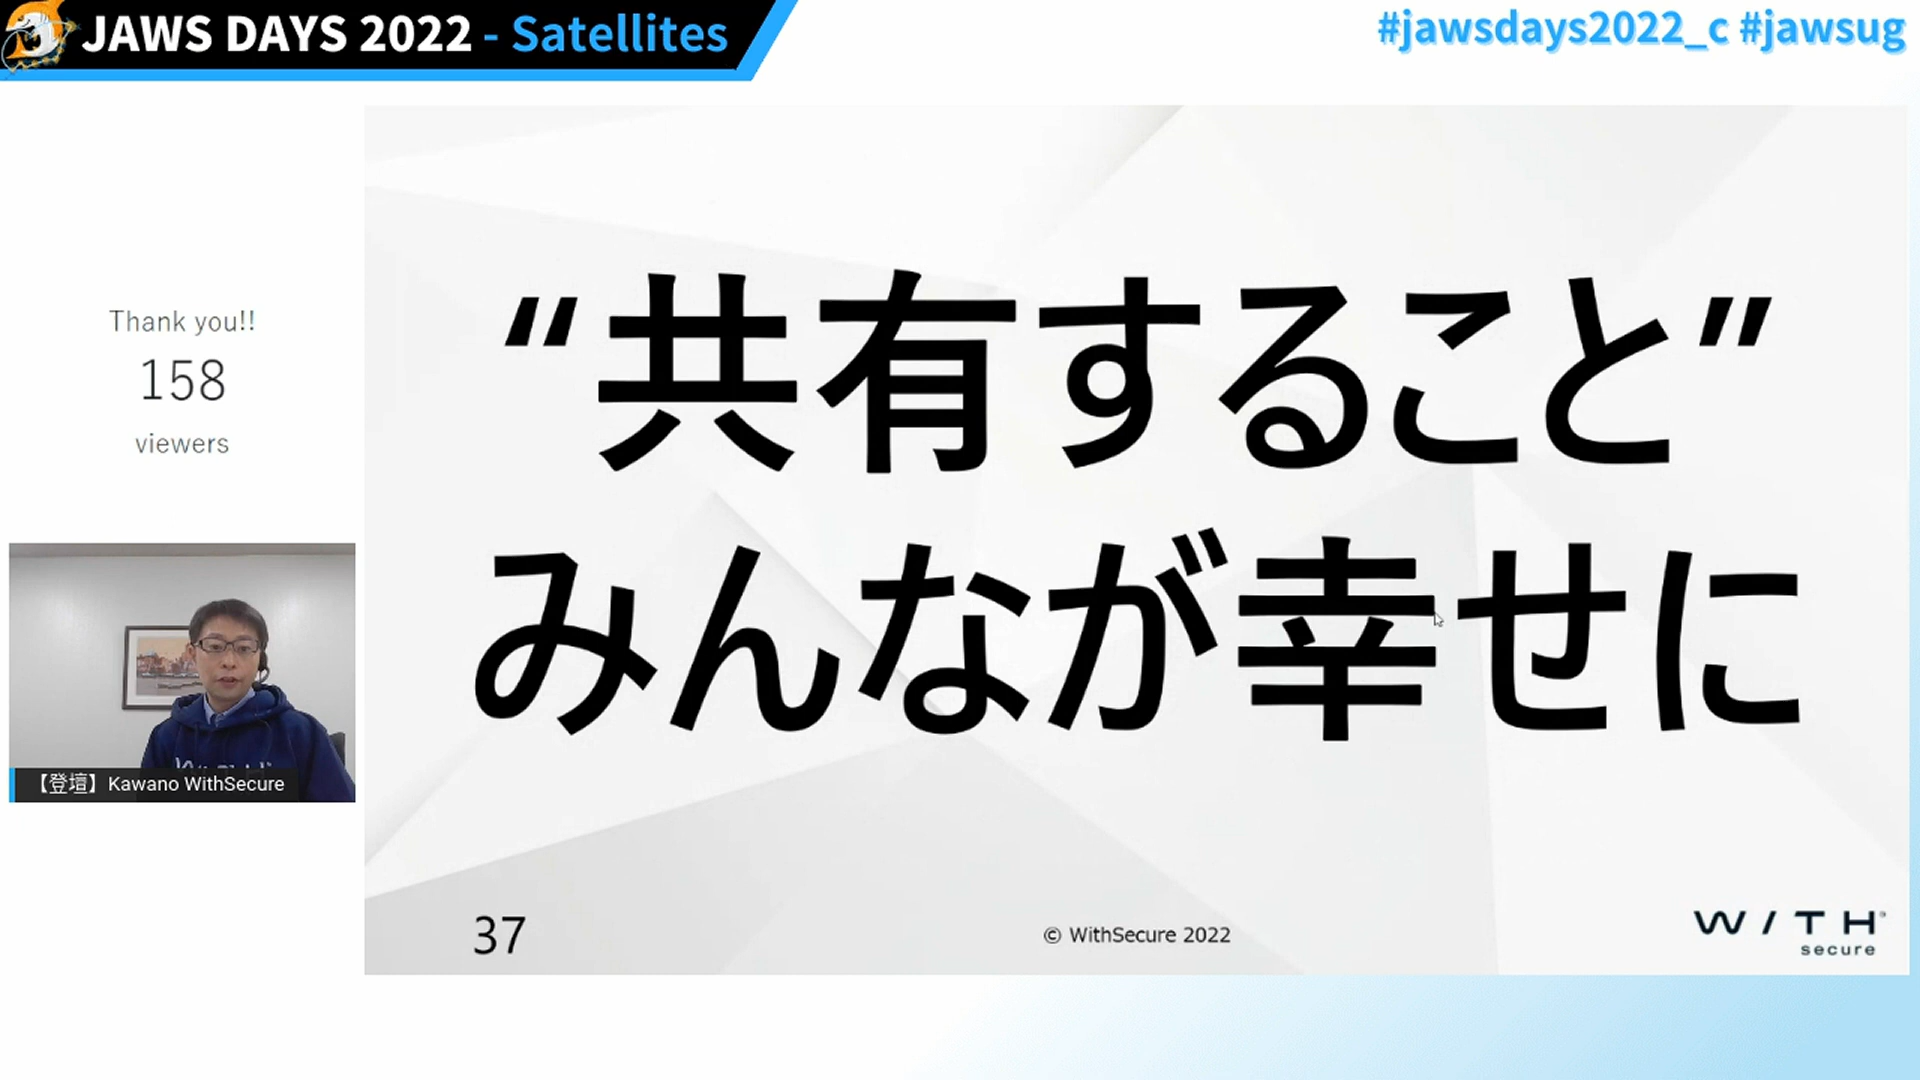 JAWS DAYS 2022 - Satellites
#jawsdays2022_c #jawsug
Thank you!!
158
viewers
“共有すること”
みんなが幸せに
【登壇】Kawano WithSecure
37
© WithSecure 2022
W / T H
secure